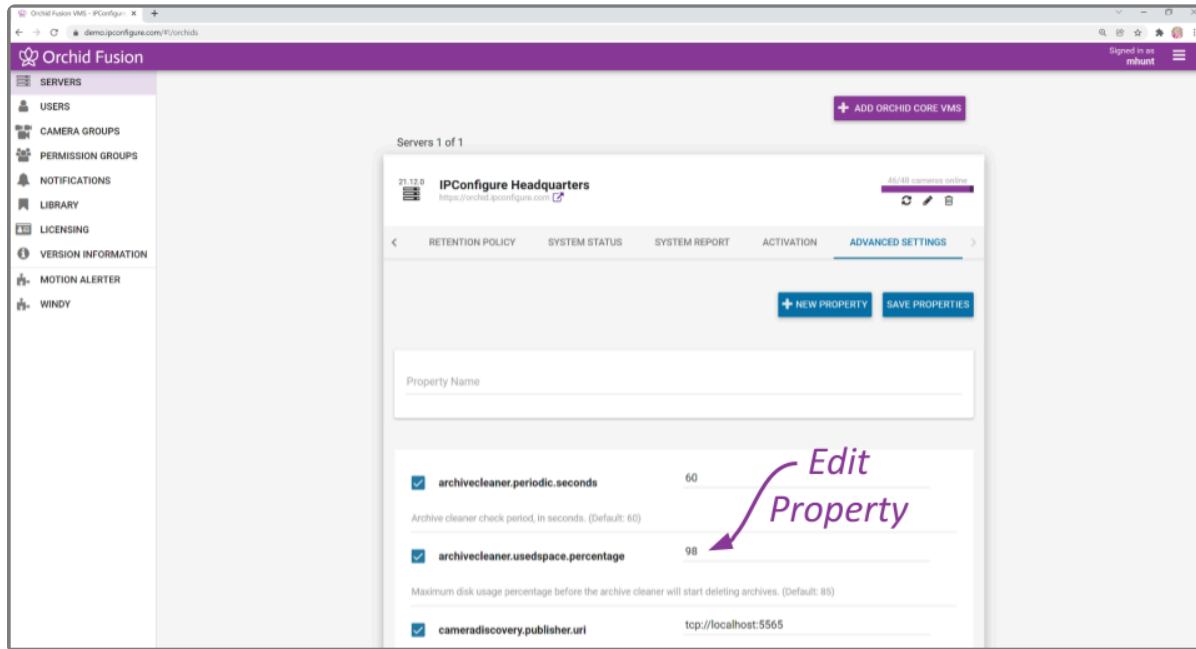 Orchid Fusion VMS - IPConfigur
demo.ipconfigure.com/#!/orchids
Orchid Fusion
Signed in as
mhunt
SERVERS
USERS
CAMERA GROUPS
PERMISSION GROUPS
NOTIFICATIONS
LIBRARY
LICENSING
VERSION INFORMATION
MOTION ALERTER
WINDY
+ ADD ORCHID CORE VMS
Servers 1 of 1
21.12.0
IPConfigure Headquarters
https://orchid.ipconfigure.com
46/48 cameras online
RETENTION POLICY SYSTEM STATUS SYSTEM REPORT ACTIVATION ADVANCED SETTINGS
+ NEW PROPERTY SAVE PROPERTIES
Property Name
archivecleaner.periodic.seconds 60
Archive cleaner check period, in seconds. (Default: 60)
Edit
Property
archivecleaner.usedspace.percentage 98
Maximum disk usage percentage before the archive cleaner will start deleting archives. (Default: 85)
cameradiscovery.publisher.uri tcp://localhost:5565